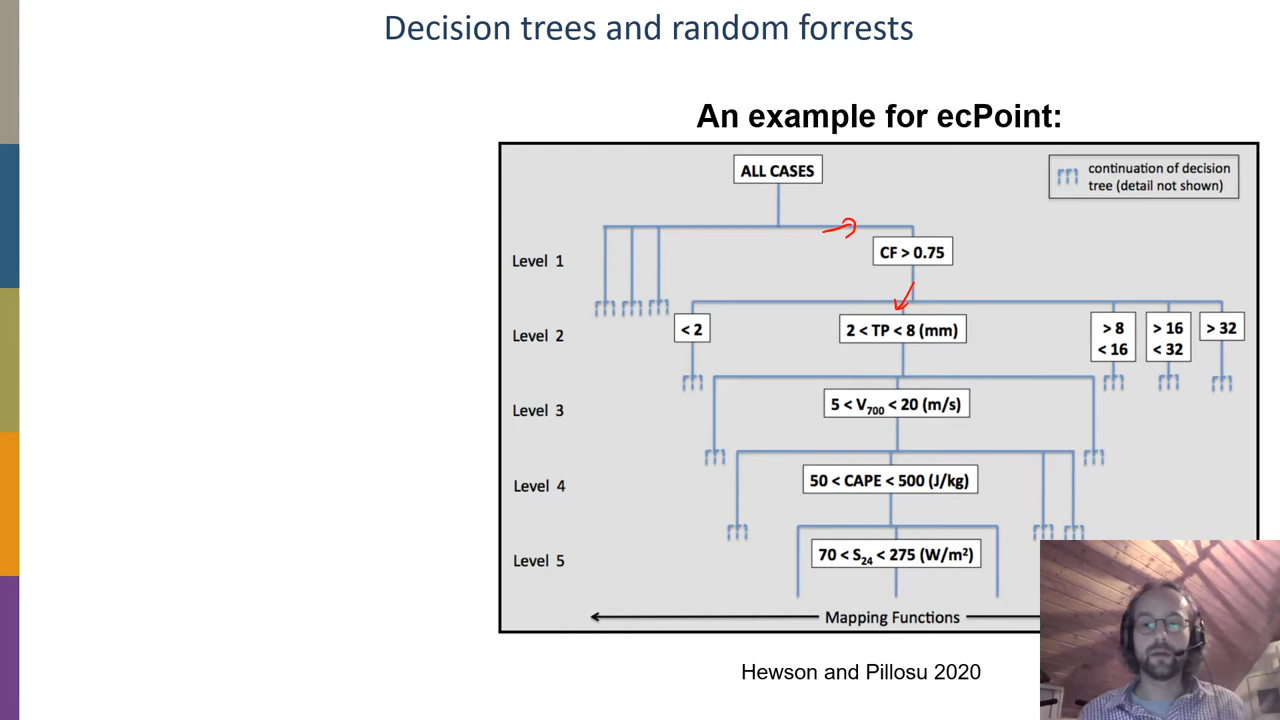 Decision trees and random forrests
An example for ecPoint:
ALL CASES
continuation of decision
tree (detail not shown)
Level 1
CF > 0.75
Level 2
< 2
2 < TP < 8 (mm)
> 8
< 16
> 16
< 32
> 32
Level 3
5 < V700 < 20 (m/s)
Level 4
50 < CAPE < 500 (J/kg)
Level 5
70 < S24 < 275 (W/m²)
Mapping Functions
Hewson and Pillosu 2020